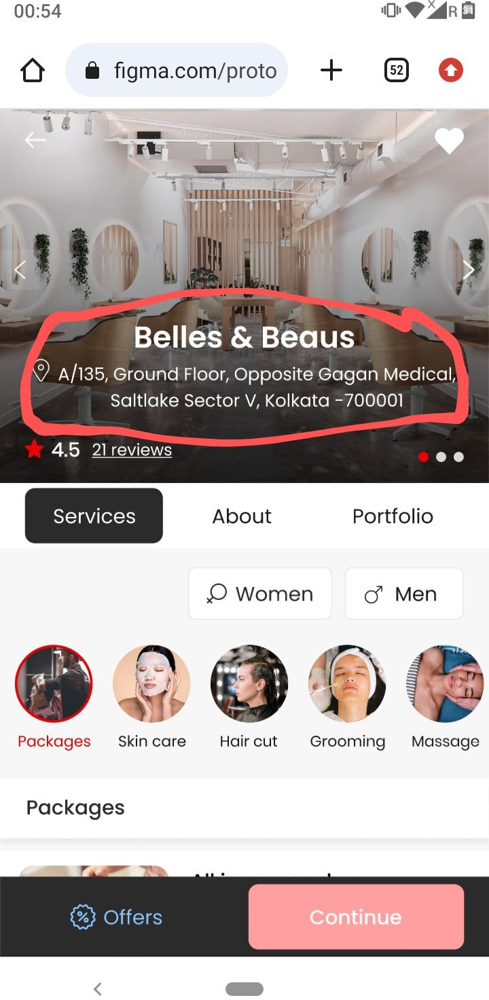 00:54
R
31
figma.com/proto
52
Belles & Beaus
A/135, Ground Floor, Opposite Gagan Medical,
Saltlake Sector V, Kolkata -700001
4.5 21 reviews
Services About Portfolio
Women Men
Packages Skin care Hair cut Grooming Massage
Packages
% Offers Continue